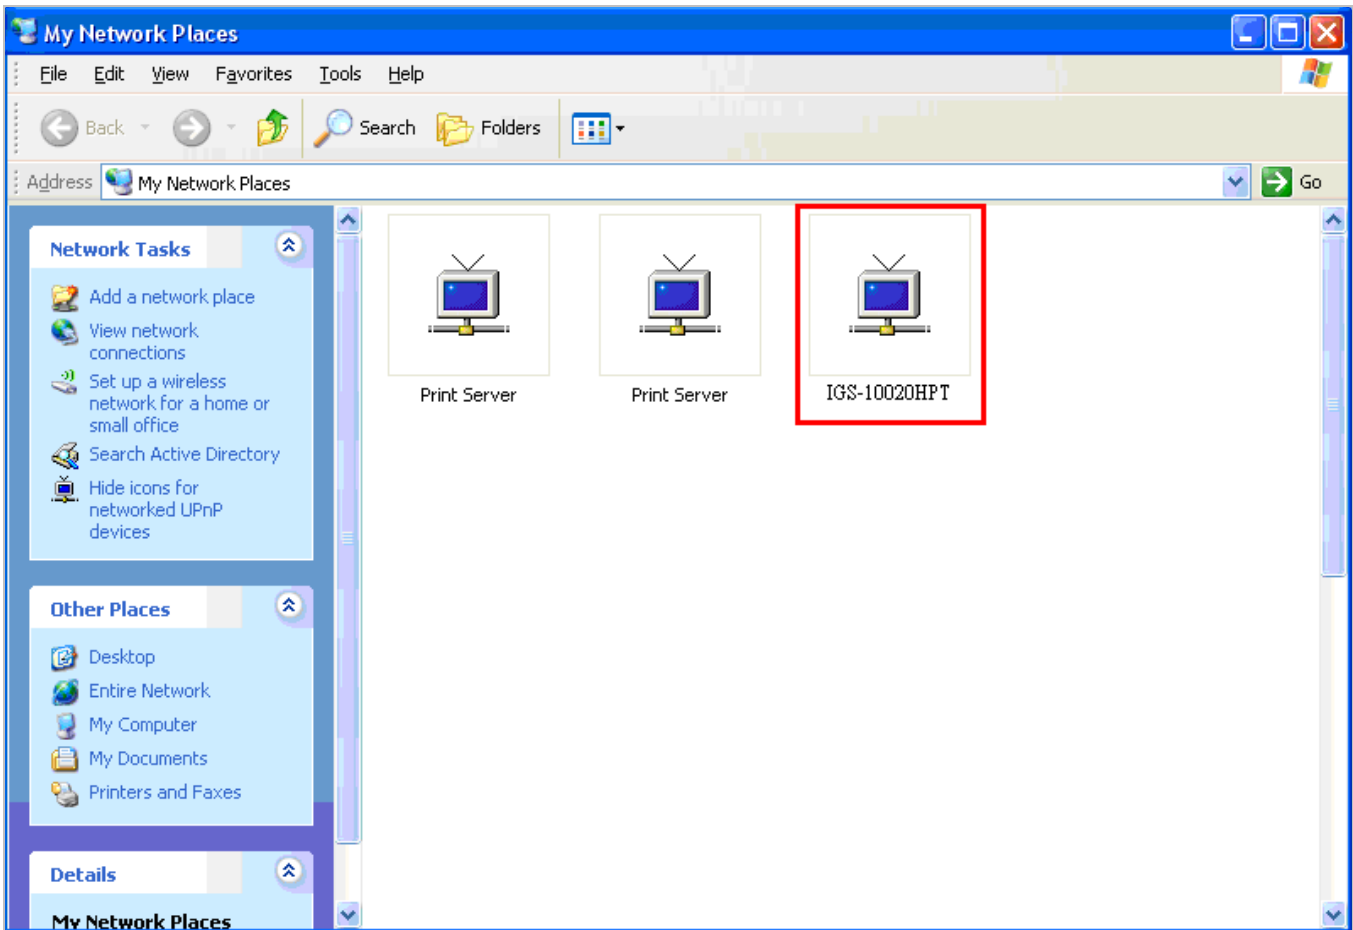 My Network Places
File Edit View Favorites Tools Help
Back Search Folders
Address My Network Places Go
Network Tasks
Add a network place
View network
connections
Set up a wireless
network for a home or
small office
Search Active Directory
Hide icons for
networked UPnP
devices
Other Places
Desktop
Entire Network
My Computer
My Documents
Printers and Faxes
Details
My Network Places
Print Server
Print Server
IGS-10020HPT